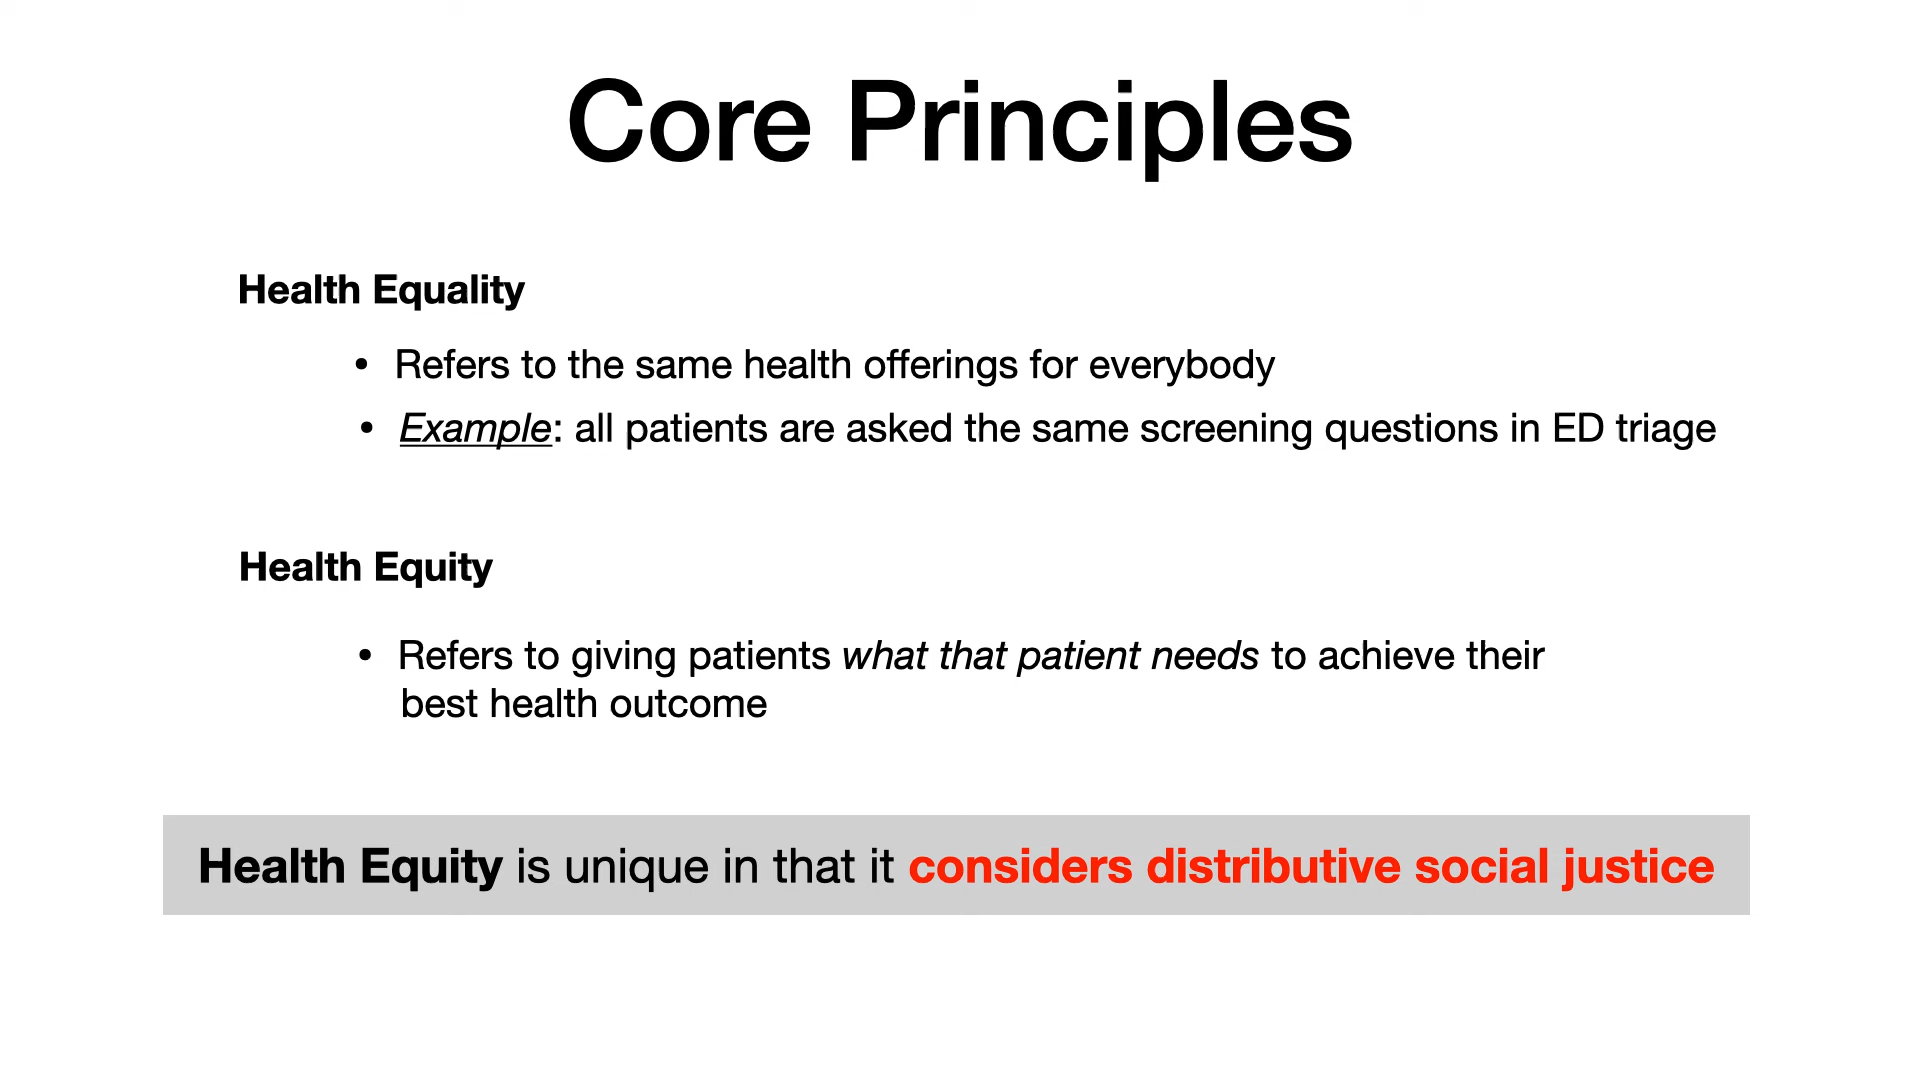 Core Principles
Health Equality
• Refers to the same health offerings for everybody
• Example: all patients are asked the same screening questions in ED triage
Health Equity
• Refers to giving patients what that patient needs to achieve their
best health outcome
Health Equity is unique in that it considers distributive social justice